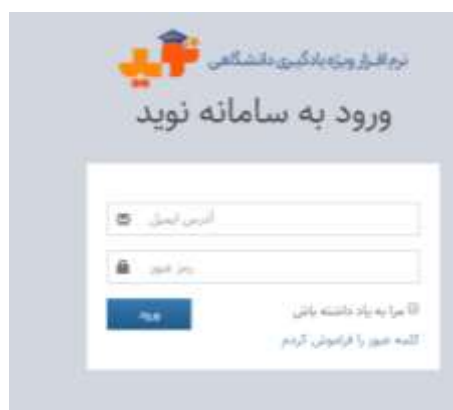 نرم افزار ویژه یادگیری دانشگاهی
نوید
ورود به سامانه نوید
آدرس ایمیل
رمز عبور
مرا به یاد داشته باش
ورود
کلمه عبور را فراموش کردم